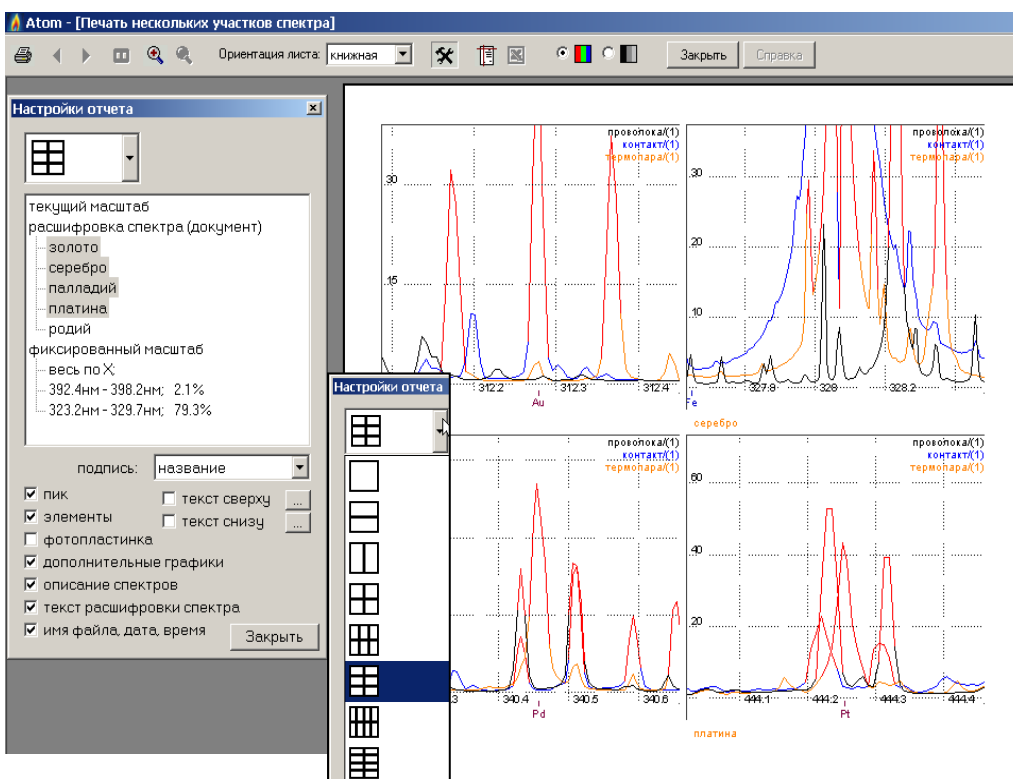 Atom - [Печать нескольких участков спектра]
Ориентация листа: книжная Закрыть Справка
Настройки отчета
текущий масштаб
расшифровка спектра (документ)
золото
серебро
палладий
платина
родий
фиксированный масштаб
весь по X;
392.4нм - 398.2нм; 2.1%
323.2нм - 329.7нм; 79.3%
подпись: название
пик
текст сверху ...
элементы
текст снизу ...
фотопластинка
дополнительные графики
описание спектров
текст расшифровки спектра
имя файла, дата, время
Закрыть
проволока/(1)
контакт/(1)
термопара/(1)
30
15
312.2 312.3 312.4
Au
проволока/(1)
контакт/(1)
термопара/(1)
30
20
10
327.8 328 328.2
Fe
серебро
Настройки отчета
проволока/(1)
контакт/(1)
термопара/(1)
.3 340.4 340.5 340.6
Pd
проволока/(1)
контакт/(1)
термопара/(1)
60
40
20
444.1 444.2 444.3 444.4
Pt
платина